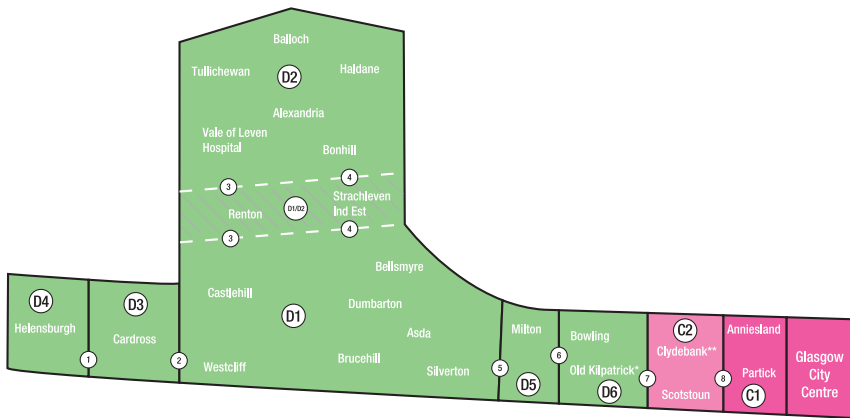 Balloch
Tullichewan
D2
Haldane
Alexandria
Vale of Leven
Hospital
Bonhill
3
4
Renton
D1/D2
Strachleven
Ind Est
3
4
Bellsmyre
Castlehill
D1
Dumbarton
Asda
Westcliff
Brucehill
Silverton
D4
Helensburgh
1
D3
Cardross
2
5
Milton
D5
6
Bowling
Old Kilpatrick*
D6
7
C2
Clydebank**
Scotstoun
8
Anniesland
Partick
C1
Glasgow
City
Centre